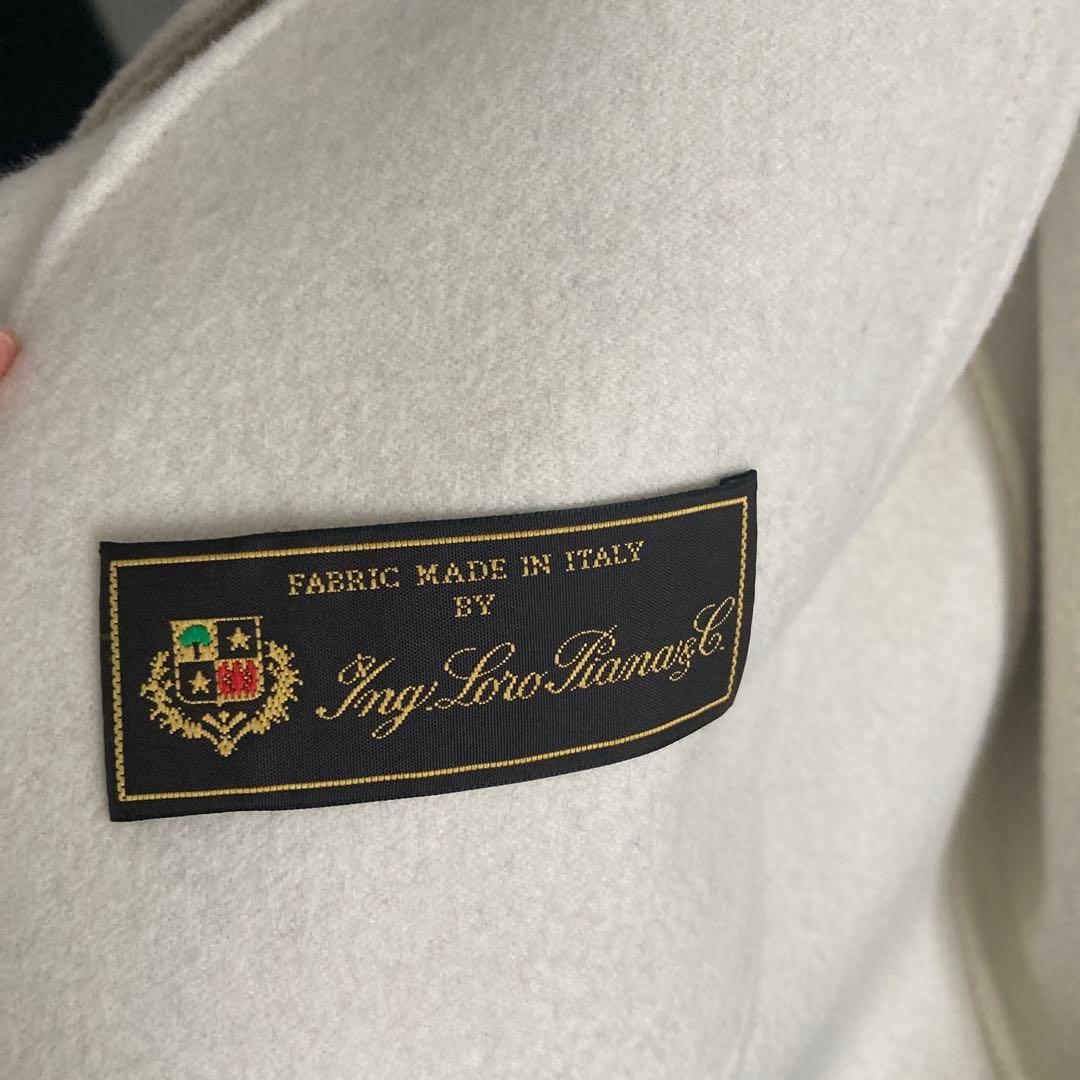 FABRIC MADE IN ITALY
BY
Ing. Loro Piana & C.